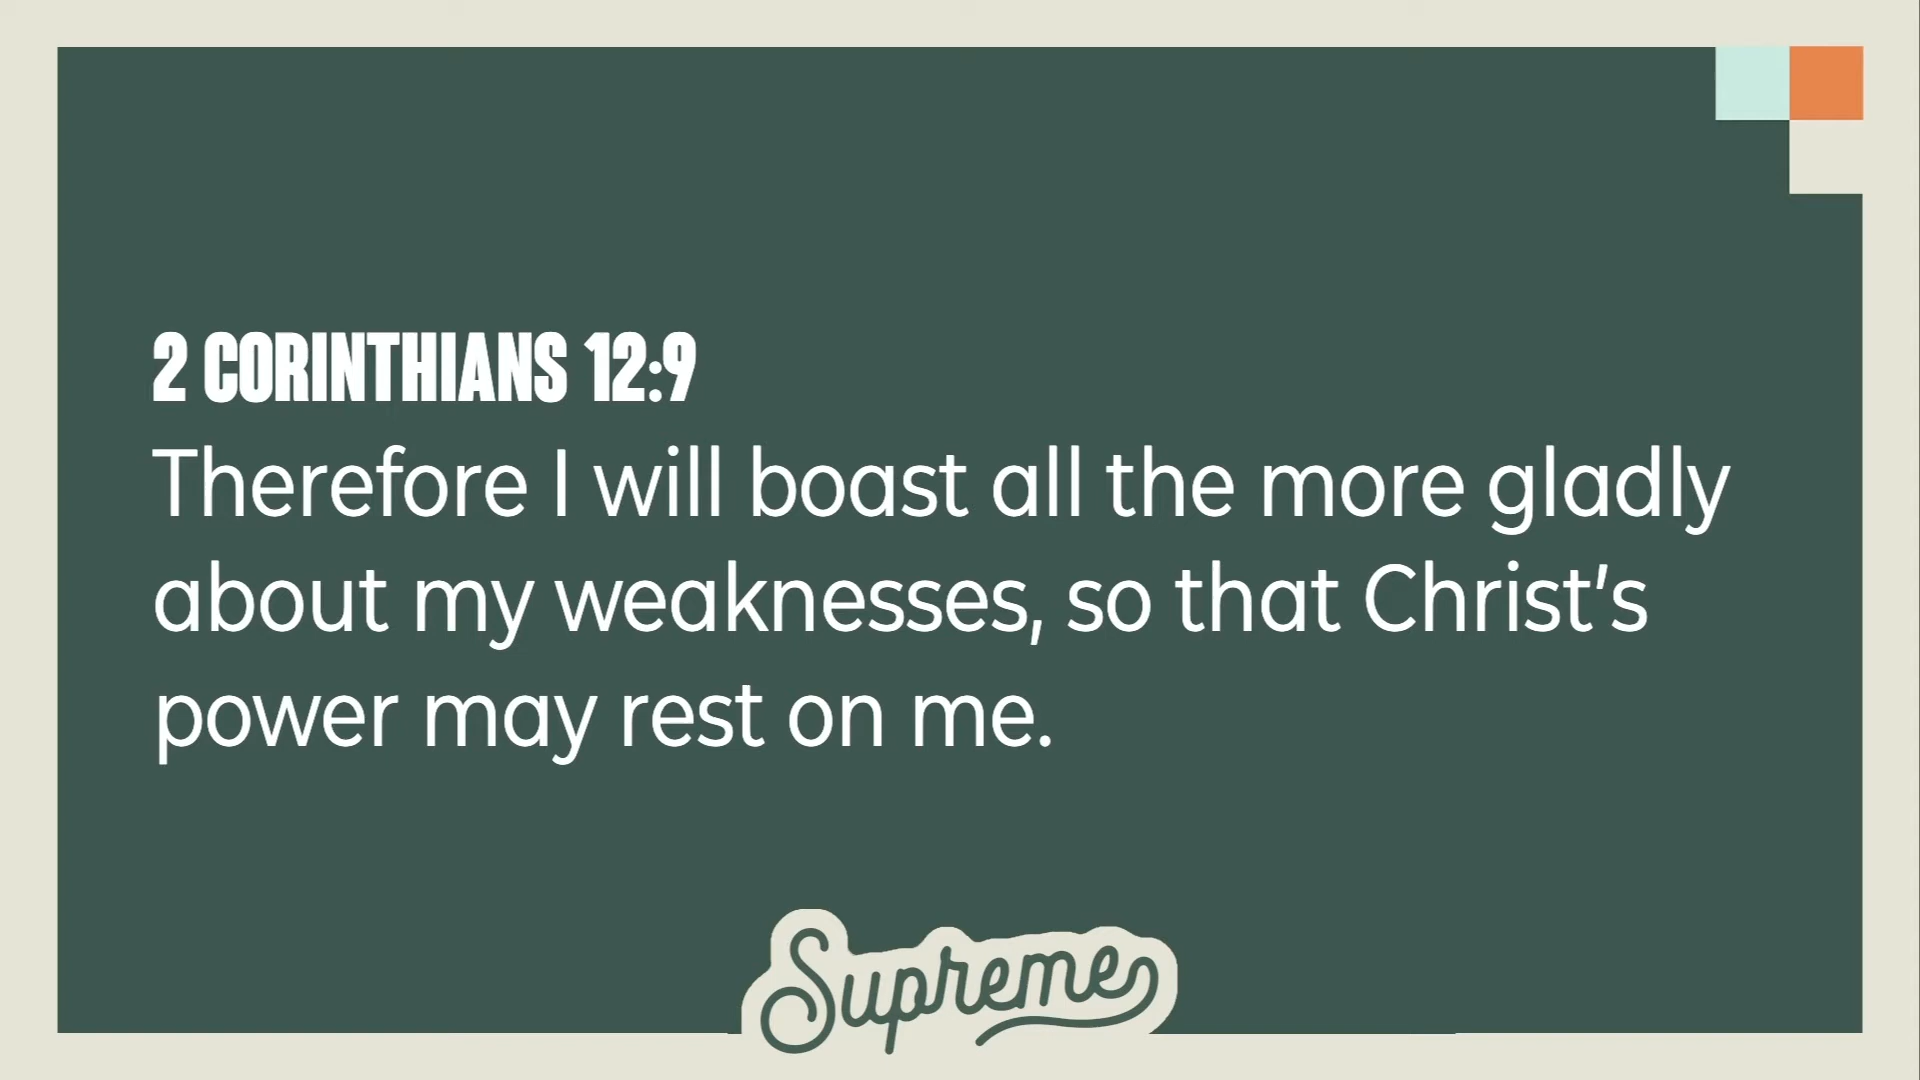 2 CORINTHIANS 12:9
Therefore I will boast all the more gladly
about my weaknesses, so that Christ’s
power may rest on me.
Supreme